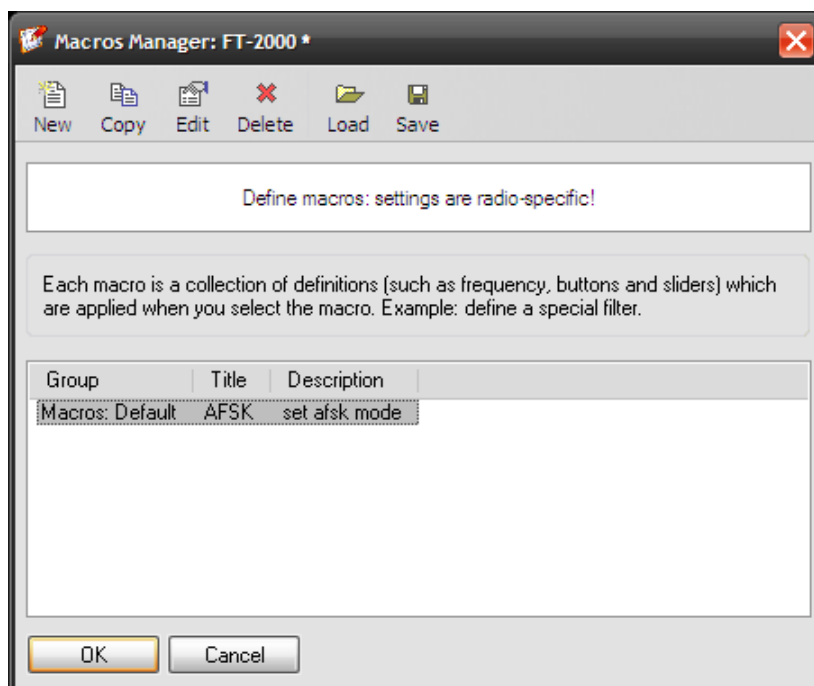 Macros Manager: FT-2000 *
New Copy Edit Delete Load Save
Define macros: settings are radio-specific!
Each macro is a collection of definitions (such as frequency, buttons and sliders) which
are applied when you select the macro. Example: define a special filter.
Group Title Description
Macros: Default AFSK set afsk mode
OK Cancel